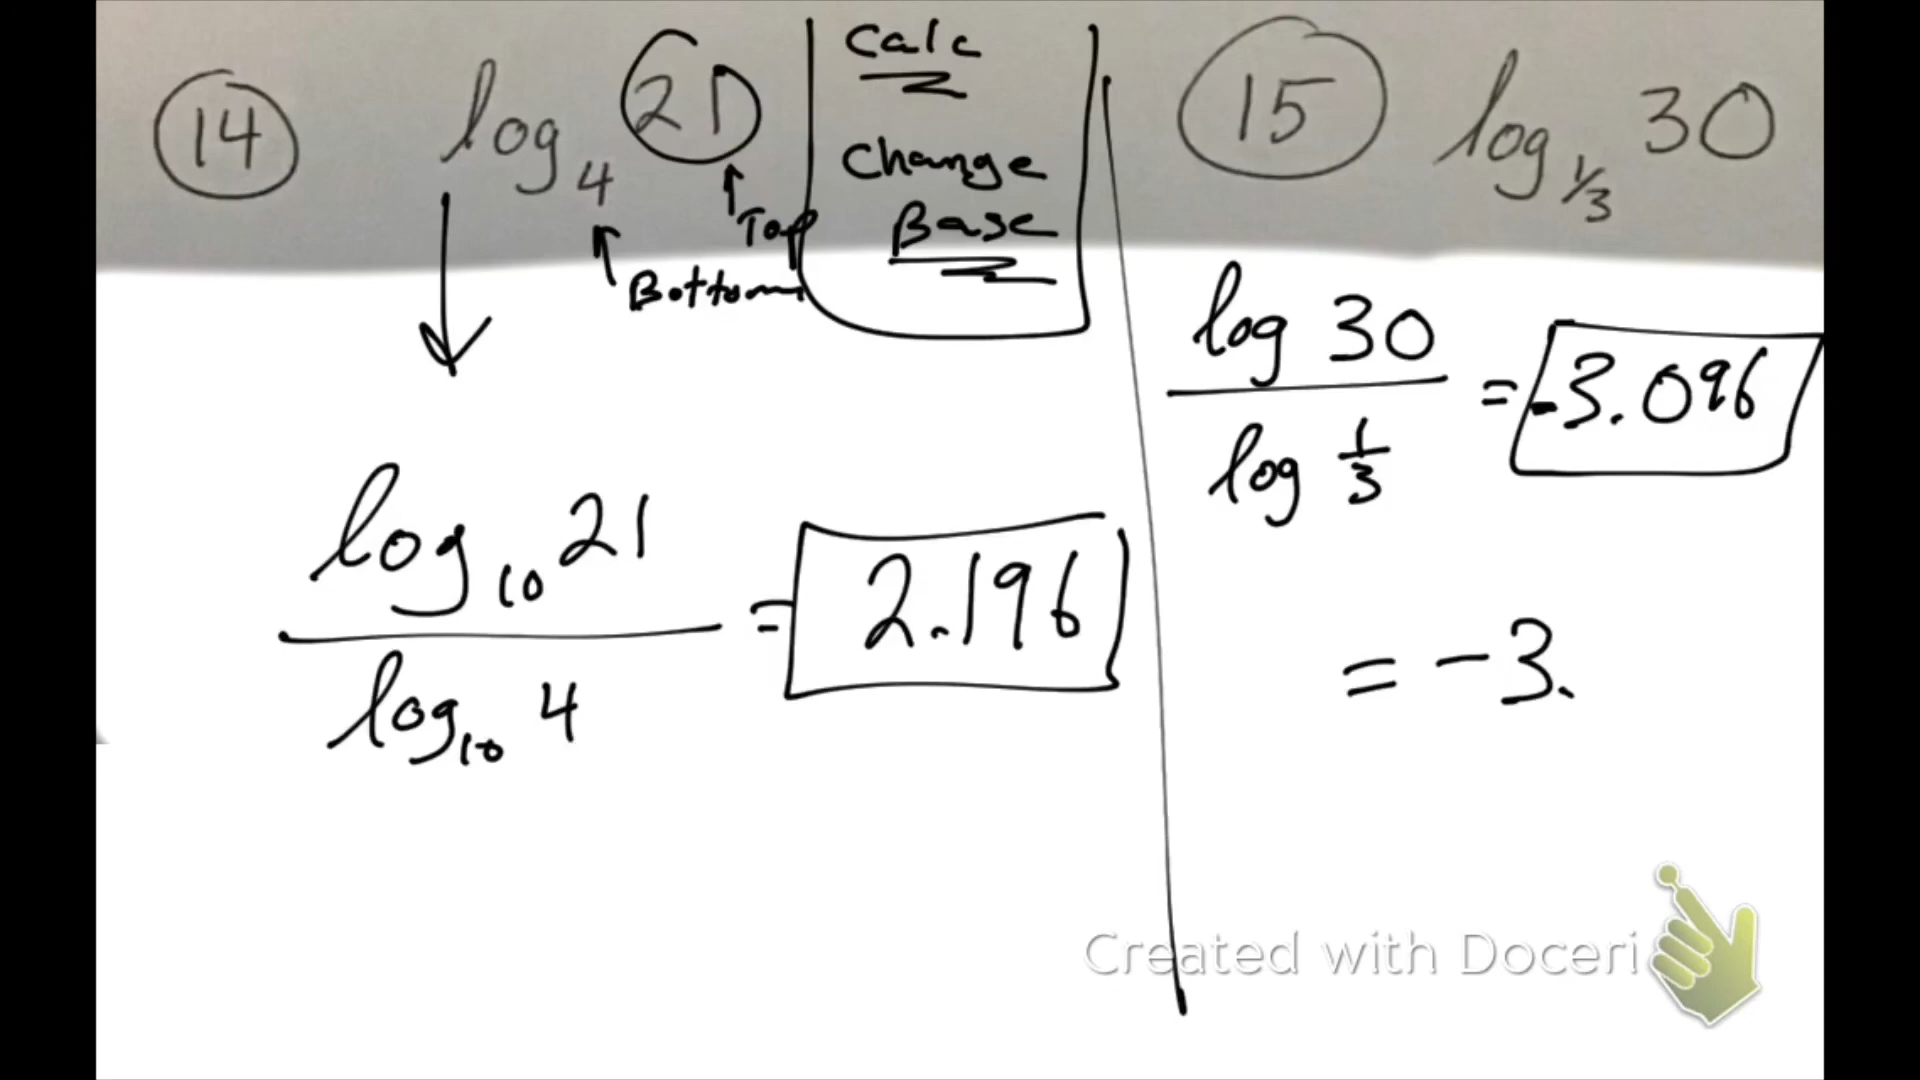 14
log₄ 21
Top
Bottom
Calc
Change
Base
log₁₀ 21
log₁₀ 4
= 2.196
15
log₁/₃ 30
log 30
log 1/3
= -3.096
= -3.
Created with Doceri